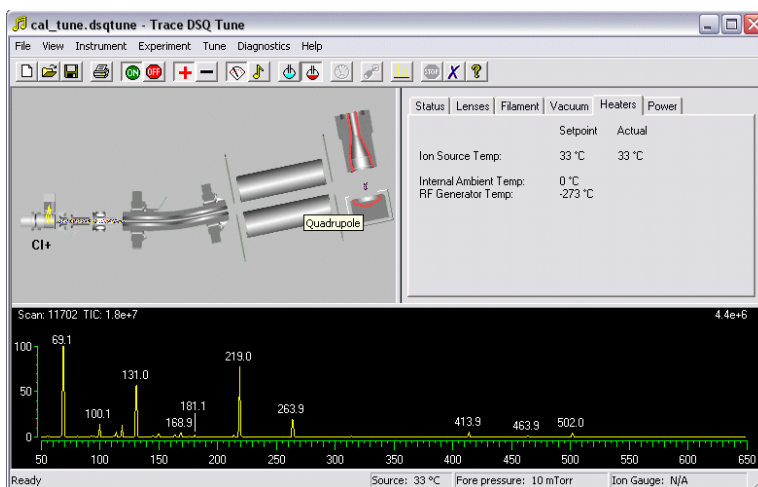 cal_tune.dsqtune - Trace DSQ Tune
File View Instrument Experiment Tune Diagnostics Help
ON OFF STOP X ?
Status Lenses Filament Vacuum Heaters Power
Setpoint Actual
Ion Source Temp: 33 °C 33 °C
Internal Ambient Temp: 0 °C
RF Generator Temp: -273 °C
Quadrupole
CI+
Scan: 11702 TIC: 1.8e+7 4.4e+6
100 69.1
219.0
131.0
50
181.1
100.1 168.9 263.9 413.9 463.9 502.0
0
50 100 150 200 250 300 350 400 450 500 550 600 650
Ready Source: 33 °C Fore pressure: 10 mTorr Ion Gauge: N/A